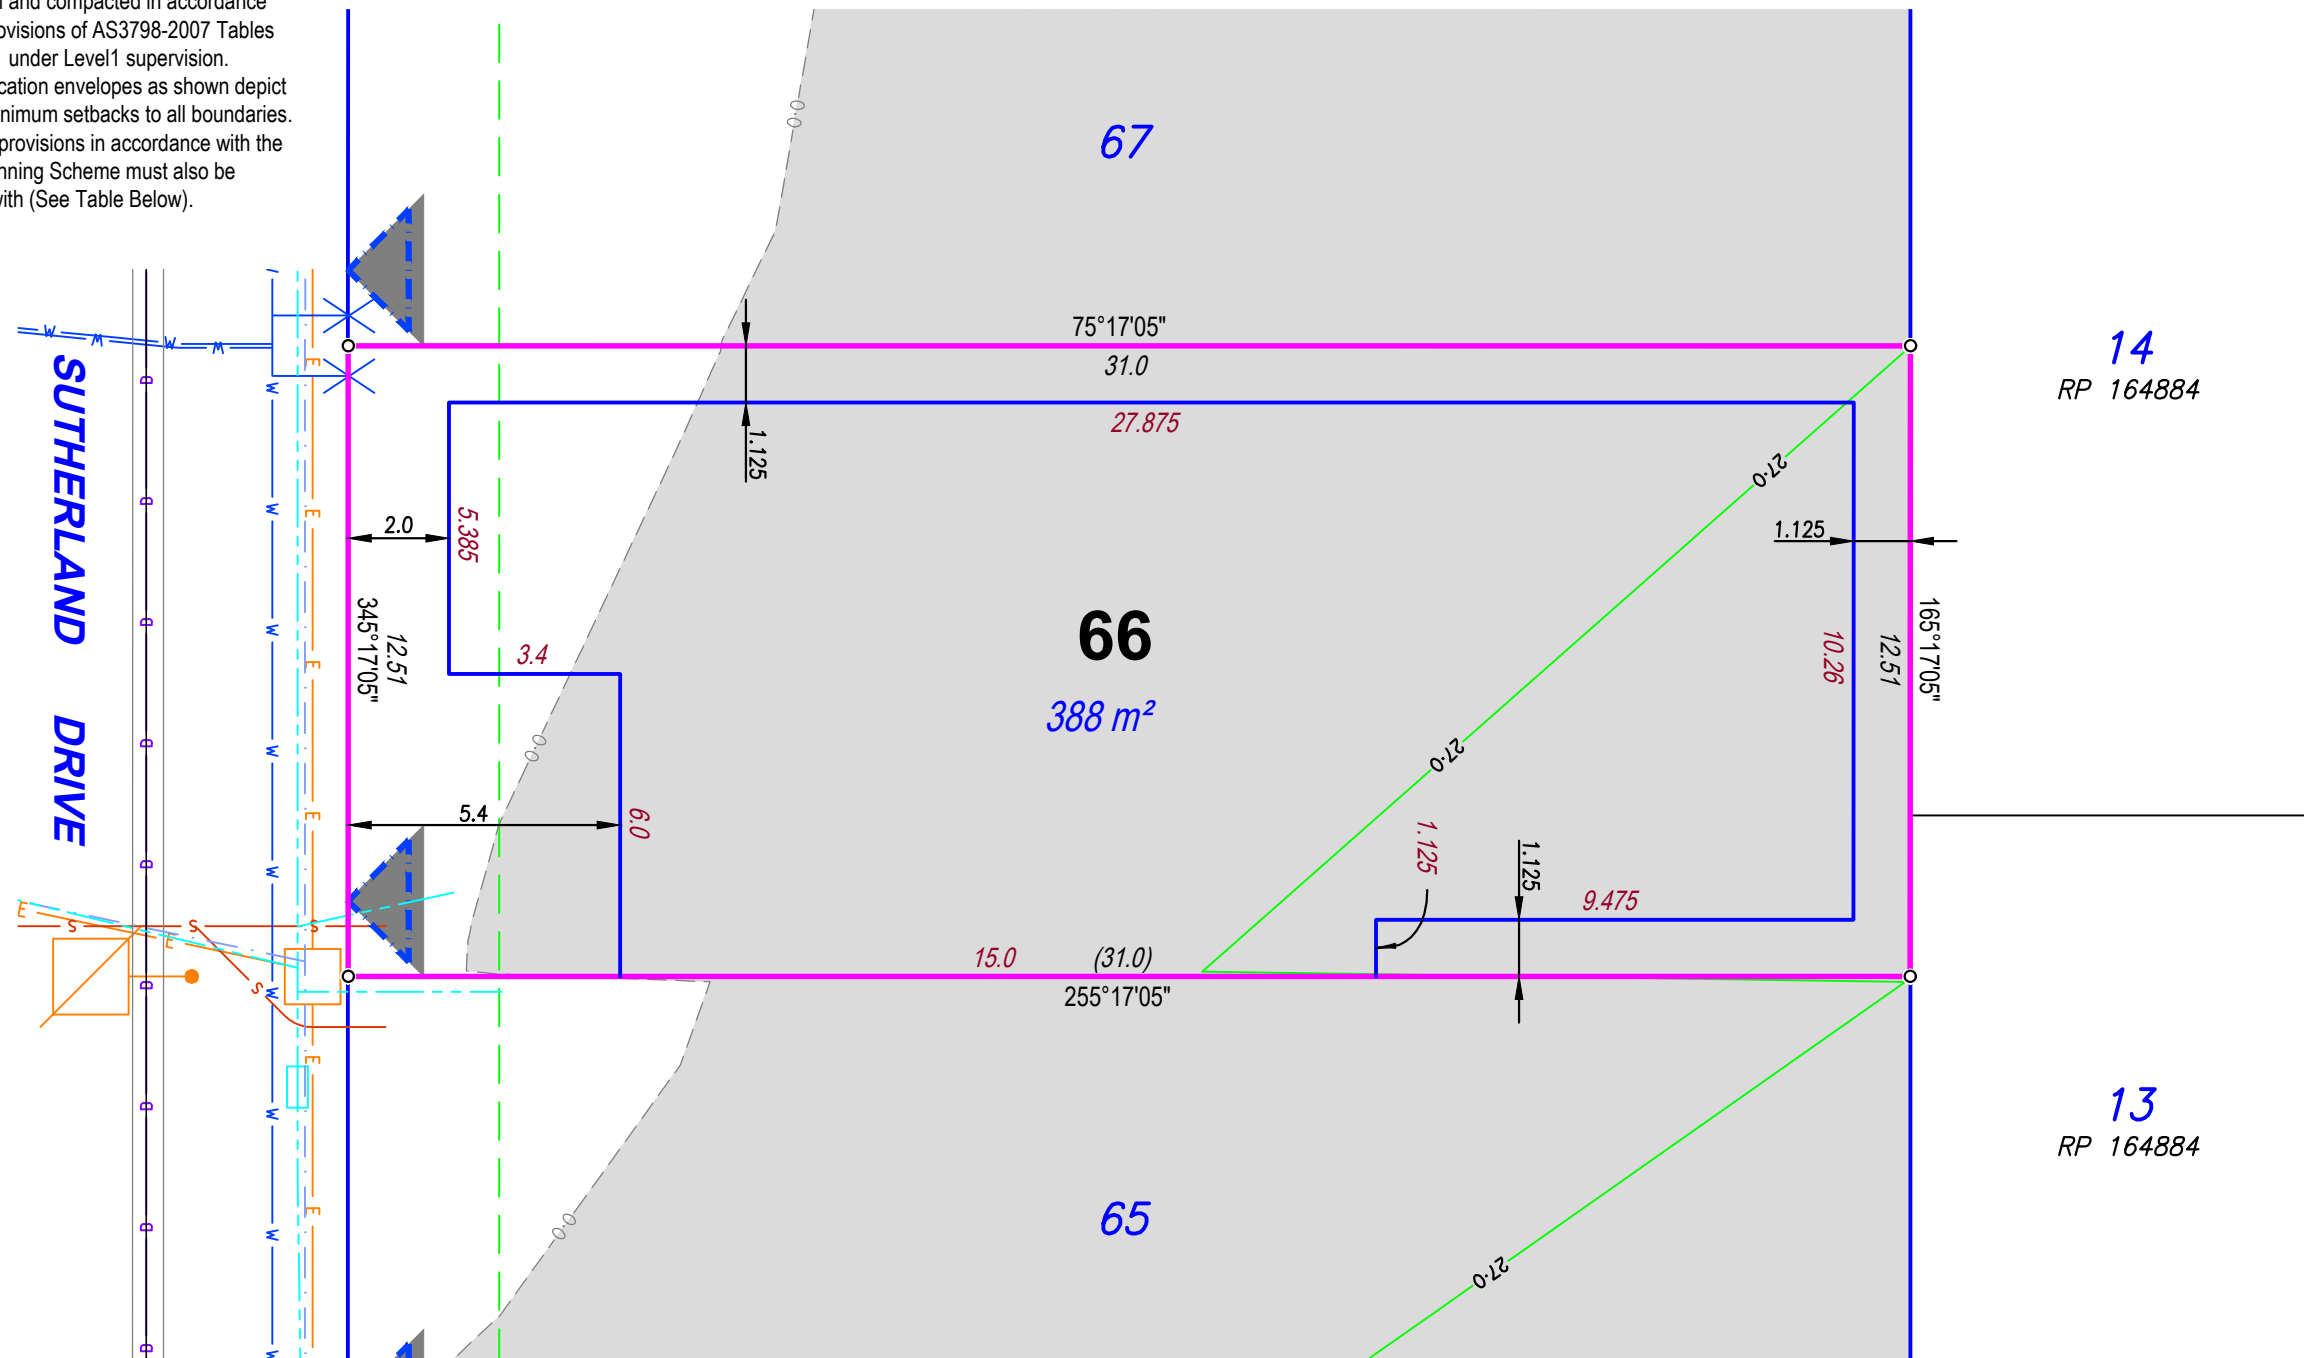 and compacted in accordance
ovisions of AS3798-2007 Tables
under Level1 supervision.
cation envelopes as shown depict
nimum setbacks to all boundaries.
provisions in accordance with the
nning Scheme must also be
with (See Table Below).
0·0
67
75°17'05"
31.0
27.875
1.125
14
RP 164884
SUTHERLAND DRIVE
W
W
W
W
D
E
2.0
5.385
27·0
1.125
345°17'05"
12.51
3.4
66
388 m²
10.26
12.51
165°17'05"
0·0
27·0
5.4
6.0
1.125
1.125
9.475
E
S
S
S
E
S
15.0
(31.0)
255°17'05"
13
RP 164884
65
0·0
27·0
D
D
D
D
D
D
D
D
W
W
W
W
W
W
W
W
W
E
E
E
E
E
E